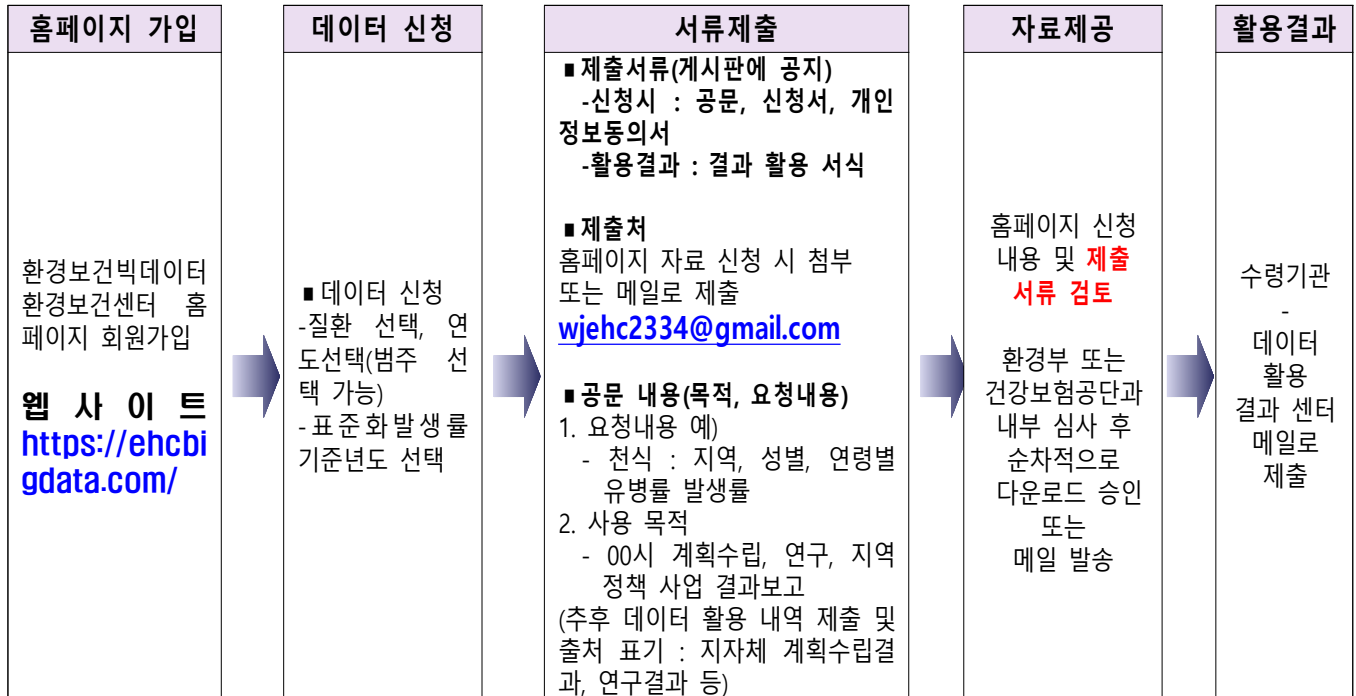 홈페이지 가입
환경보건빅데이터
환경보건센터 홈
페이지 회원가입
웹 사 이 트
https://ehcbi
gdata.com/
데이터 신청
■데이터 신청
-질환 선택, 연
도선택(범주 선
택 가능)
-표준화발생률
기준년도 선택
서류제출
■제출서류(게시판에 공지)
-신청시 : 공문, 신청서, 개인
정보동의서
-활용결과 : 결과 활용 서식
■제출처
홈페이지 자료 신청 시 첨부
또는 메일로 제출
wjehc2334@gmail.com
■공문 내용(목적, 요청내용)
1. 요청내용 예)
- 천식 : 지역, 성별, 연령별
유병률 발생률
2. 사용 목적
- 00시 계획수립, 연구, 지역
정책 사업 결과보고
(추후 데이터 활용 내역 제출 및
출처 표기 : 지자체 계획수립결
과, 연구결과 등)
자료제공
홈페이지 신청
내용 및 제출
서류 검토
환경부 또는
건강보험공단과
내부 심사 후
순차적으로
다운로드 승인
또는
메일 발송
활용결과
수령기관
-
데이터
활용
결과 센터
메일로
제출